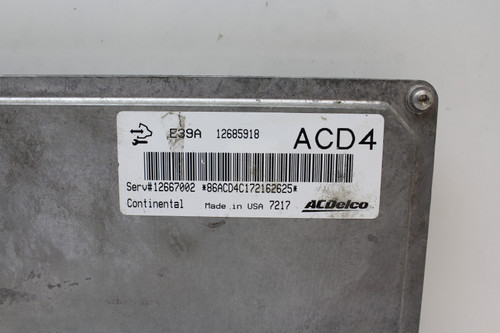 E39A 12685918 ACD4
Serv#12667002 *86ACD4C172162625*
Continental Made in USA 7217 ACDelco